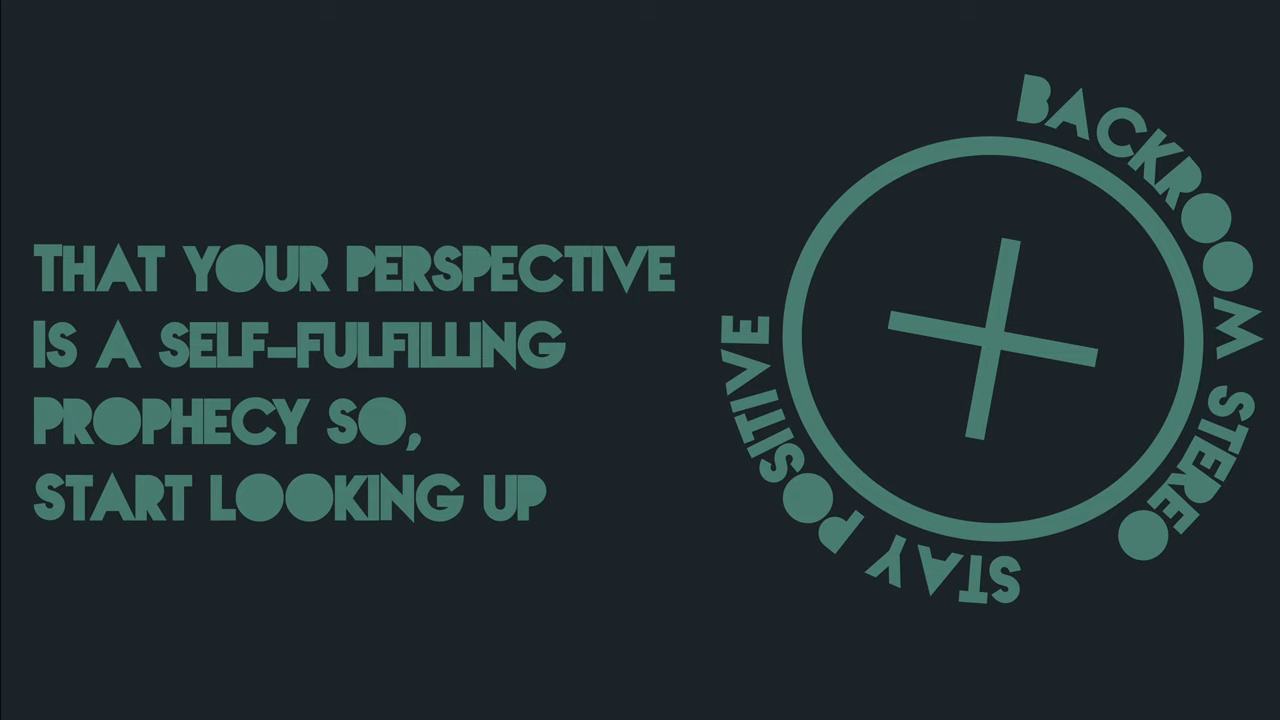 THAT YOUR PERSPECTIVE
IS A SELF-FULFILLING
PROPHECY SO,
START LOOKING UP
BACKROOM STEREO
STAY POSITIVE